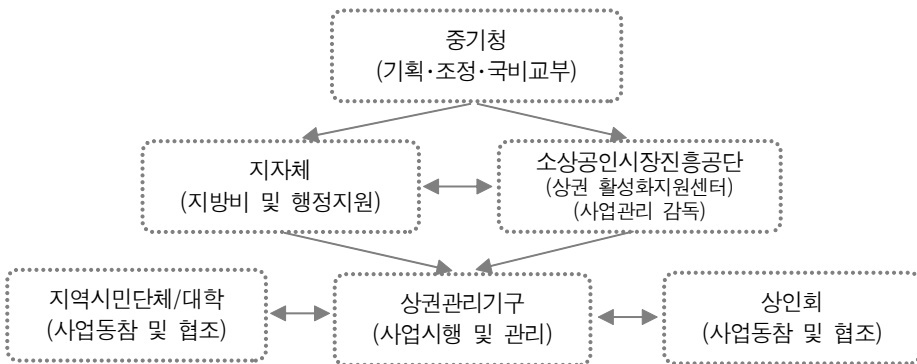 중기청
(기획·조정·국비교부)
지자체
(지방비 및 행정지원)
소상공인시장진흥공단
(상권 활성화지원센터)
(사업관리 감독)
지역시민단체/대학
(사업동참 및 협조)
상권관리기구
(사업시행 및 관리)
상인회
(사업동참 및 협조)